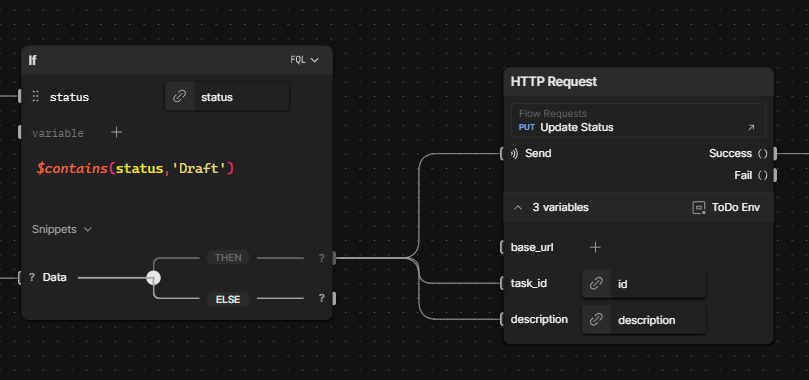 If
FQL
status
status
variable
$contains(status,'Draft')
Snippets
THEN
?
? Data
ELSE
?
HTTP Request
Flow Requests
PUT Update Status
Send
Success ()
Fail ()
3 variables
ToDo Env
base_url
task_id
id
description
description